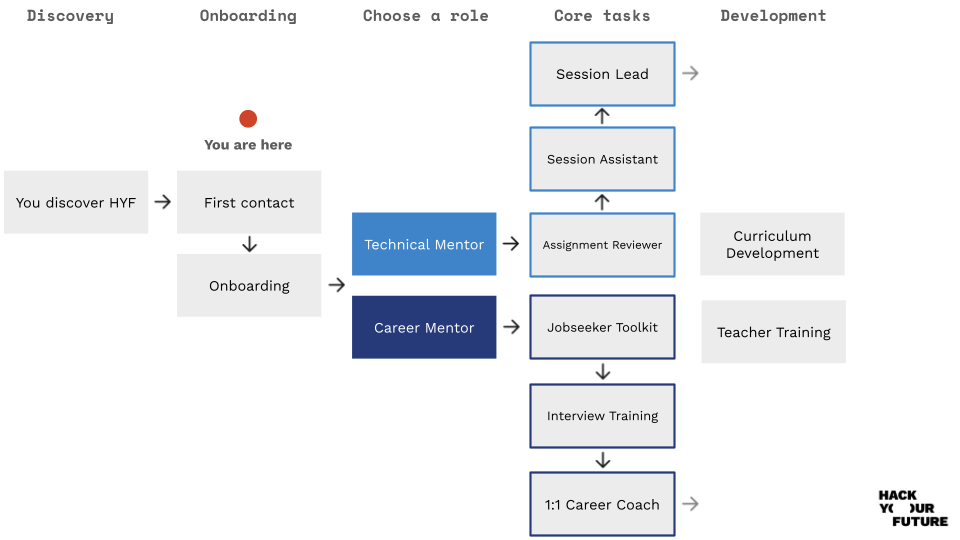 Discovery
Onboarding
Choose a role
Core tasks
Development
Session Lead
You are here
Session Assistant
You discover HYF
First contact
Technical Mentor
Assignment Reviewer
Curriculum
Development
Onboarding
Career Mentor
Jobseeker Toolkit
Teacher Training
Interview Training
1:1 Career Coach
HACK
YOUR
FUTURE